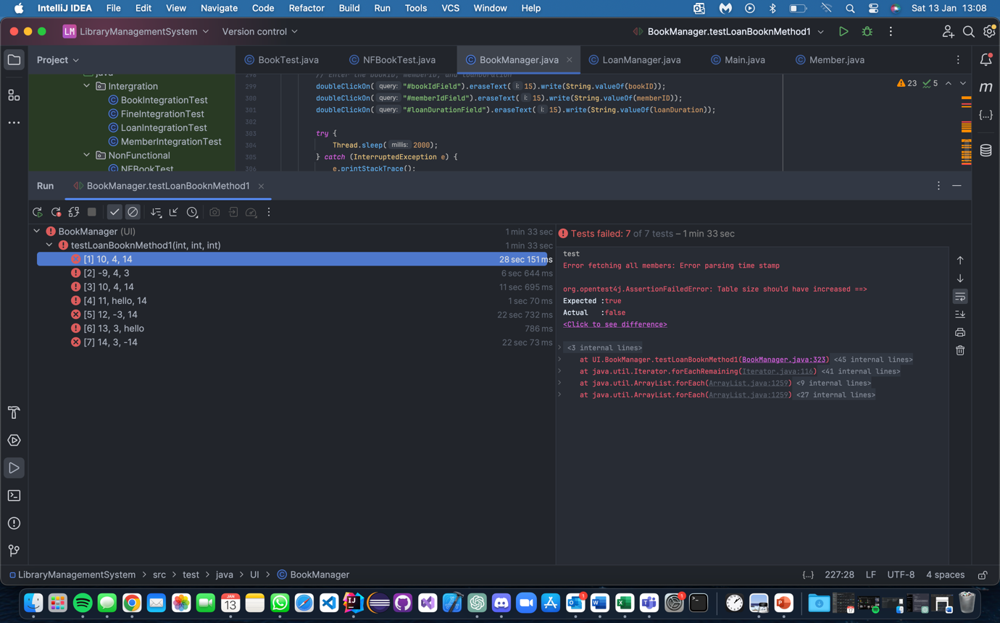 IntelliJ IDEA File Edit View Navigate Code Refactor Build Run Tools VCS Window Help Sat 13 Jan 13:08
LM LibraryManagementSystem Version control BookManager.testLoanBooknMethod1
Project BookTest.java NFBookTest.java BookManager.java LoanManager.java Main.java Member.java
java
Intergration
BookIntegrationTest
FineIntegrationTest
LoanIntegrationTest
MemberIntegrationTest
NonFunctional
NFBookTest
298 // Enter the bookID, memberID, and loanDuration
299 doubleClickOn( query: "#bookIdField").eraseText( i: 15).write(String.valueOf(bookID));
300 doubleClickOn( query: "#memberIdField").eraseText( i: 15).write(String.valueOf(memberID));
301 doubleClickOn( query: "#loanDurationField").eraseText( i: 15).write(String.valueOf(loanDuration));
302
303 try {
304 Thread.sleep( millis: 2000);
305 } catch (InterruptedException e) {
306 e.printStackTrace();
23 5
Run BookManager.testLoanBooknMethod1
BookManager (UI) 1 min 33 sec
testLoanBooknMethod1(int, int, int) 1 min 33 sec
[1] 10, 4, 14 28 sec 151 ms
[2] -9, 4, 3 6 sec 644 ms
[3] 10, 4, 14 11 sec 695 ms
[4] 11, hello, 14 1 sec 70 ms
[5] 12, -3, 14 22 sec 732 ms
[6] 13, 3, hello 786 ms
[7] 14, 3, -14 22 sec 73 ms
Tests failed: 7 of 7 tests – 1 min 33 sec
test
Error fetching all members: Error parsing time stamp
org.opentest4j.AssertionFailedError: Table size should have increased ==>
Expected :true
Actual :false
<Click to see difference>
<3 internal lines>
at UI.BookManager.testLoanBooknMethod1(BookManager.java:323) <45 internal lines>
at java.util.Iterator.forEachRemaining(Iterator.java:116) <41 internal lines>
at java.util.ArrayList.forEach(ArrayList.java:1259) <9 internal lines>
at java.util.ArrayList.forEach(ArrayList.java:1259) <27 internal lines>
LibraryManagementSystem > src > test > java > UI > BookManager {...} 227:28 LF UTF-8 4 spaces
JAN
13
1
1